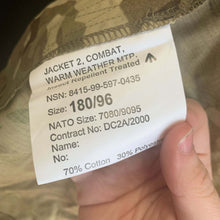 JACKET 2, COMBAT,
WARM WEATHER MTP,
Insect Repellent Treated
NSN: 8415-99-597-0435
Size: 180/96
NATO Size: 7080/9095
Contract No: DC2A/2000
Name:
No:
70% Cotton 30%